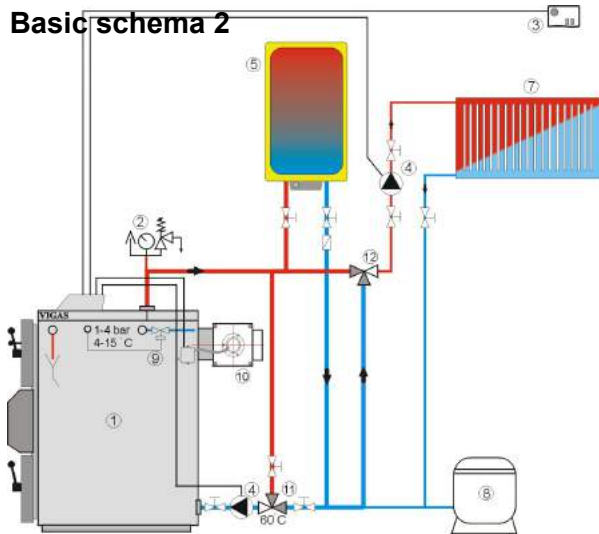 Basic schema 2
③
⑤
⑦
④
②
⑫
VIGAS
1-4 bar
4-15 ˚C
⑨
⑩
①
④
⑪
⑧
60 C